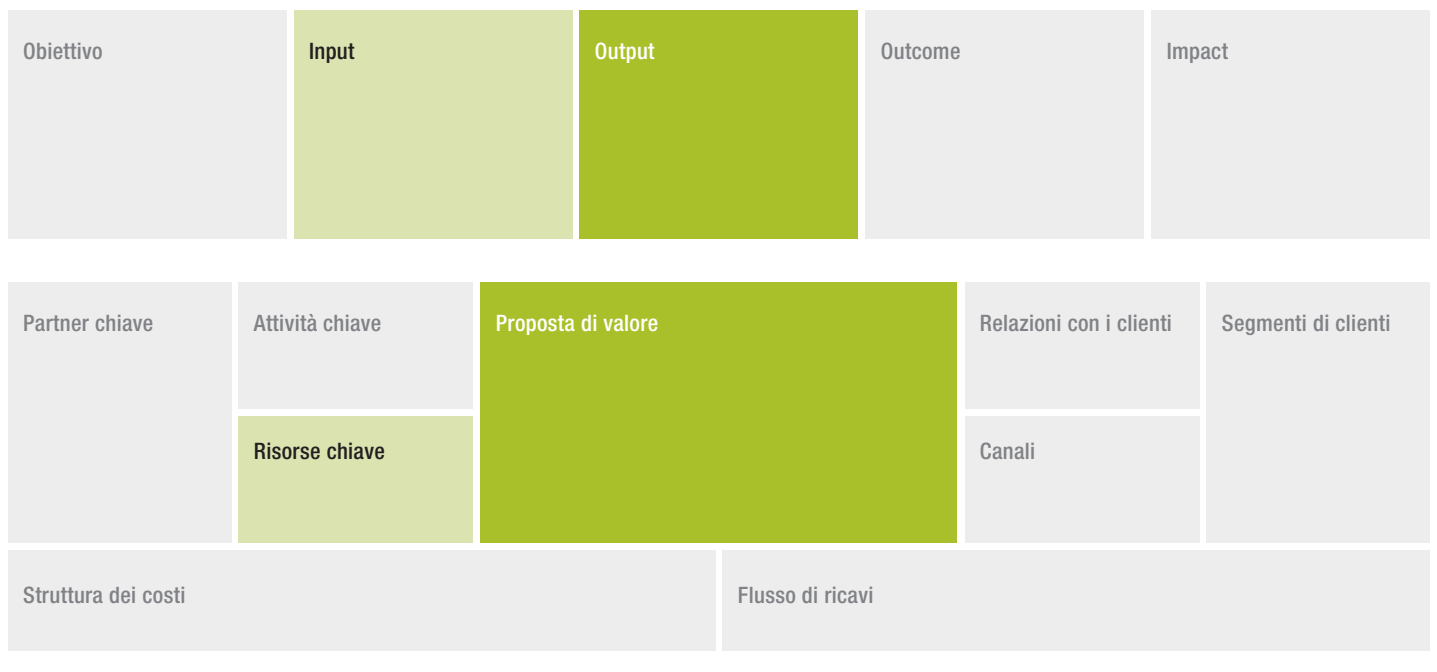 Obiettivo
Input
Output
Outcome
Impact
Partner chiave
Attività chiave
Proposta di valore
Relazioni con i clienti
Segmenti di clienti
Risorse chiave
Canali
Struttura dei costi
Flusso di ricavi